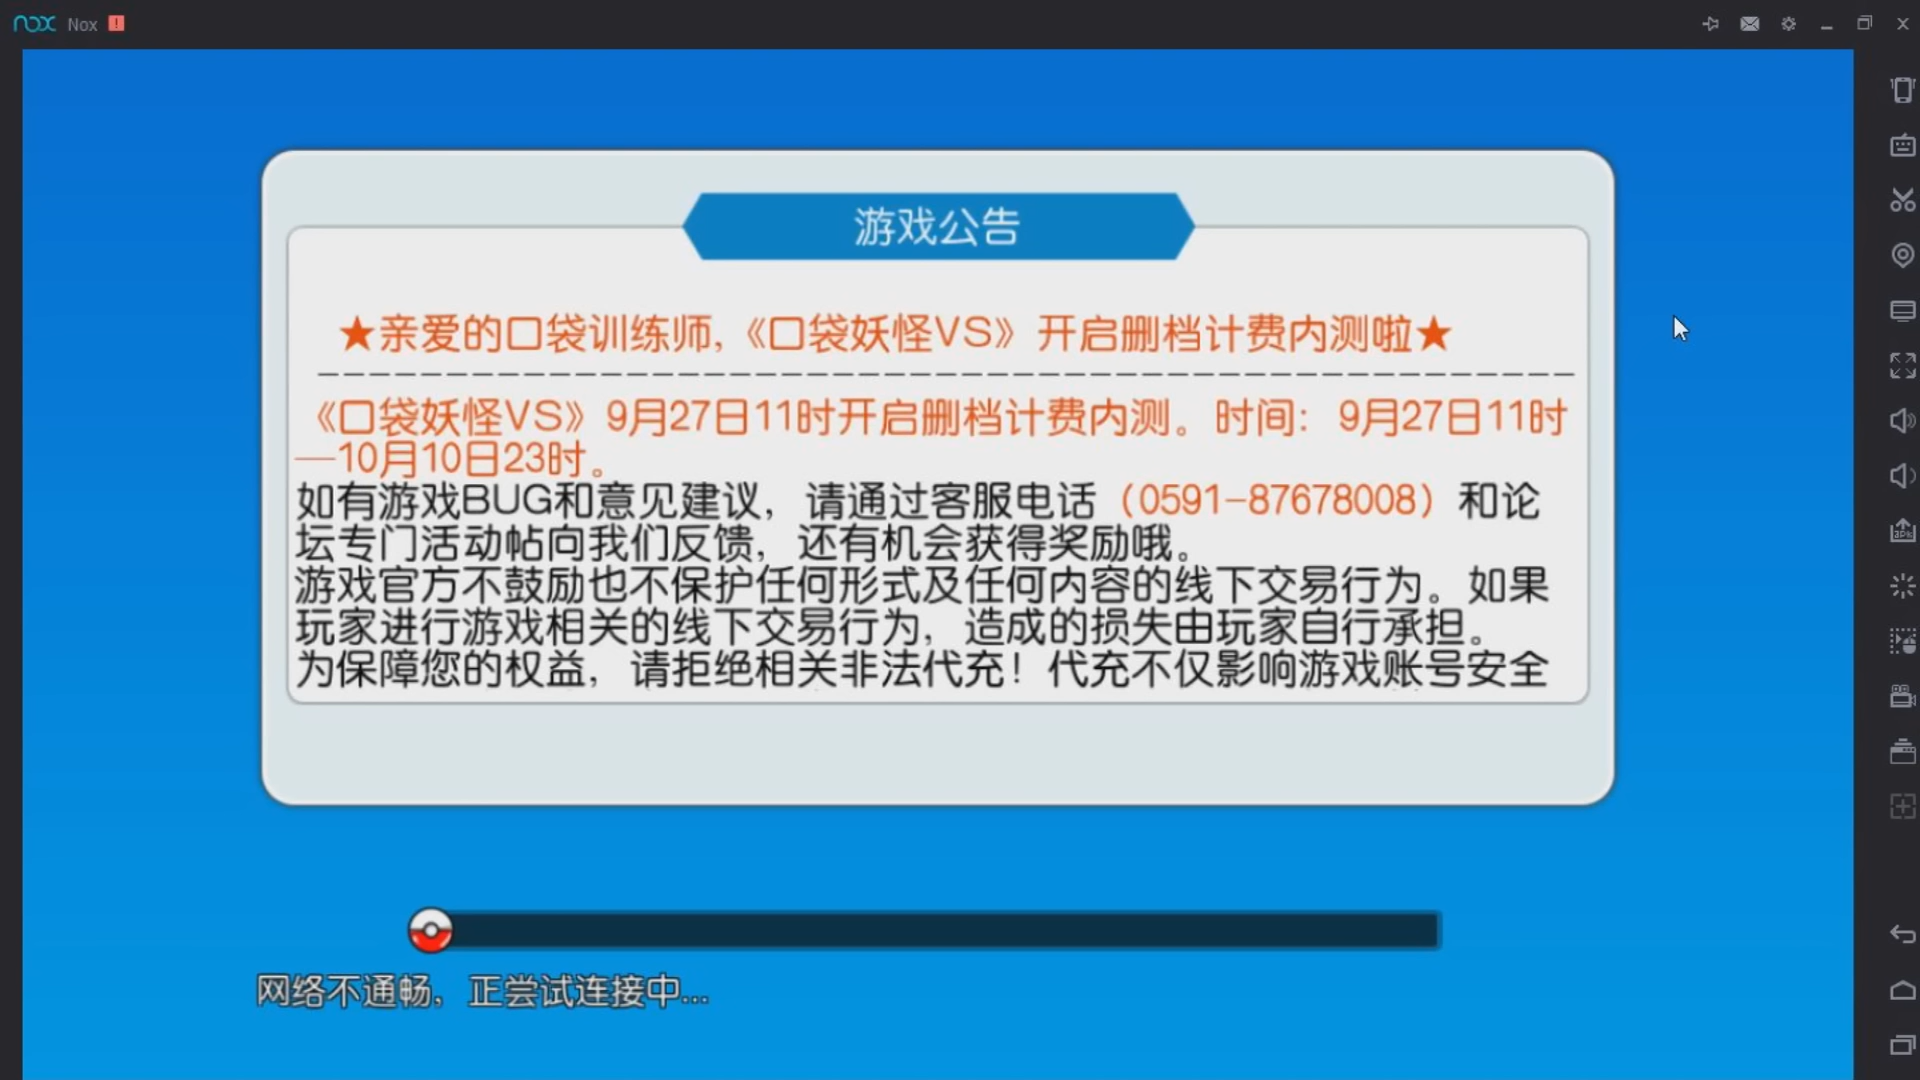 nox Nox
游戏公告
★亲爱的口袋训练师,《口袋妖怪VS》开启删档计费内测啦★
《口袋妖怪VS》9月27日11时开启删档计费内测。时间：9月27日11时
—10月10日23时。
如有游戏BUG和意见建议，请通过客服电话（0591-87678008）和论
坛专门活动帖向我们反馈，还有机会获得奖励哦。
游戏官方不鼓励也不保护任何形式及任何内容的线下交易行为。如果
玩家进行游戏相关的线下交易行为，造成的损失由玩家自行承担。
为保障您的权益，请拒绝相关非法代充！代充不仅影响游戏账号安全
网络不通畅，正尝试连接中...